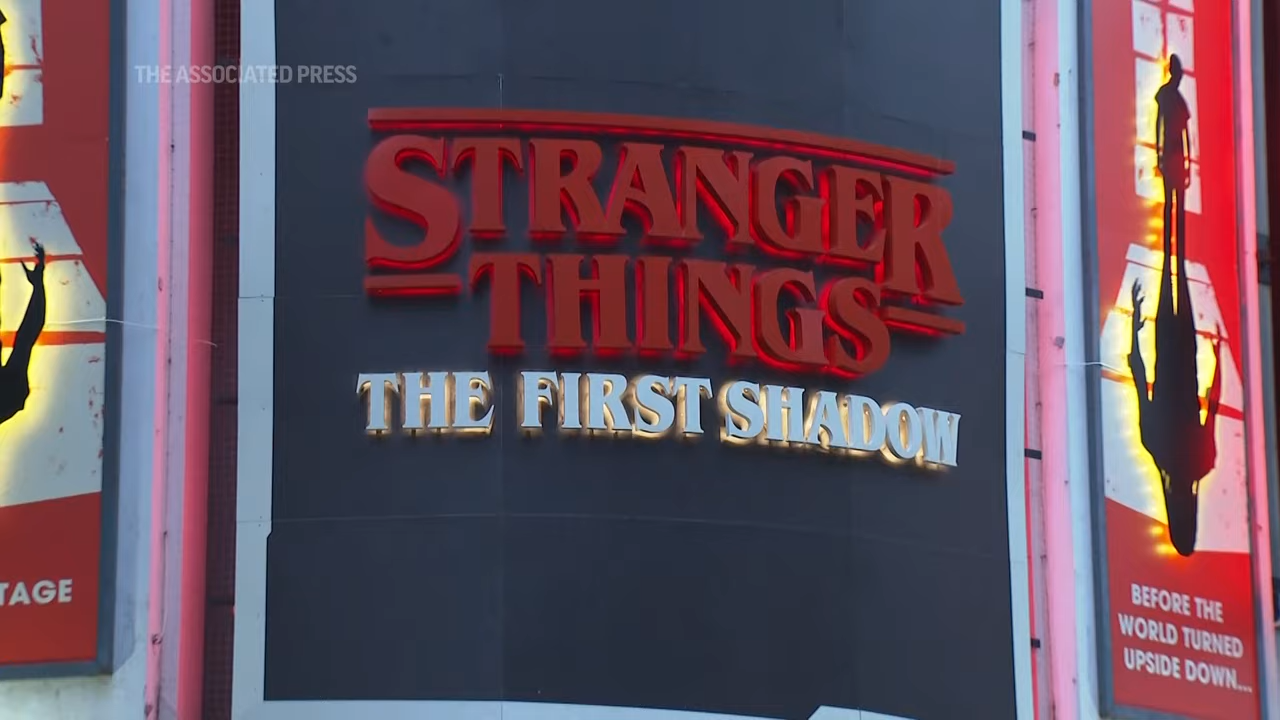 THE ASSOCIATED PRESS
STRANGER
THINGS
THE FIRST SHADOW
TAGE
BEFORE THE
WORLD TURNED
UPSIDE DOWN...